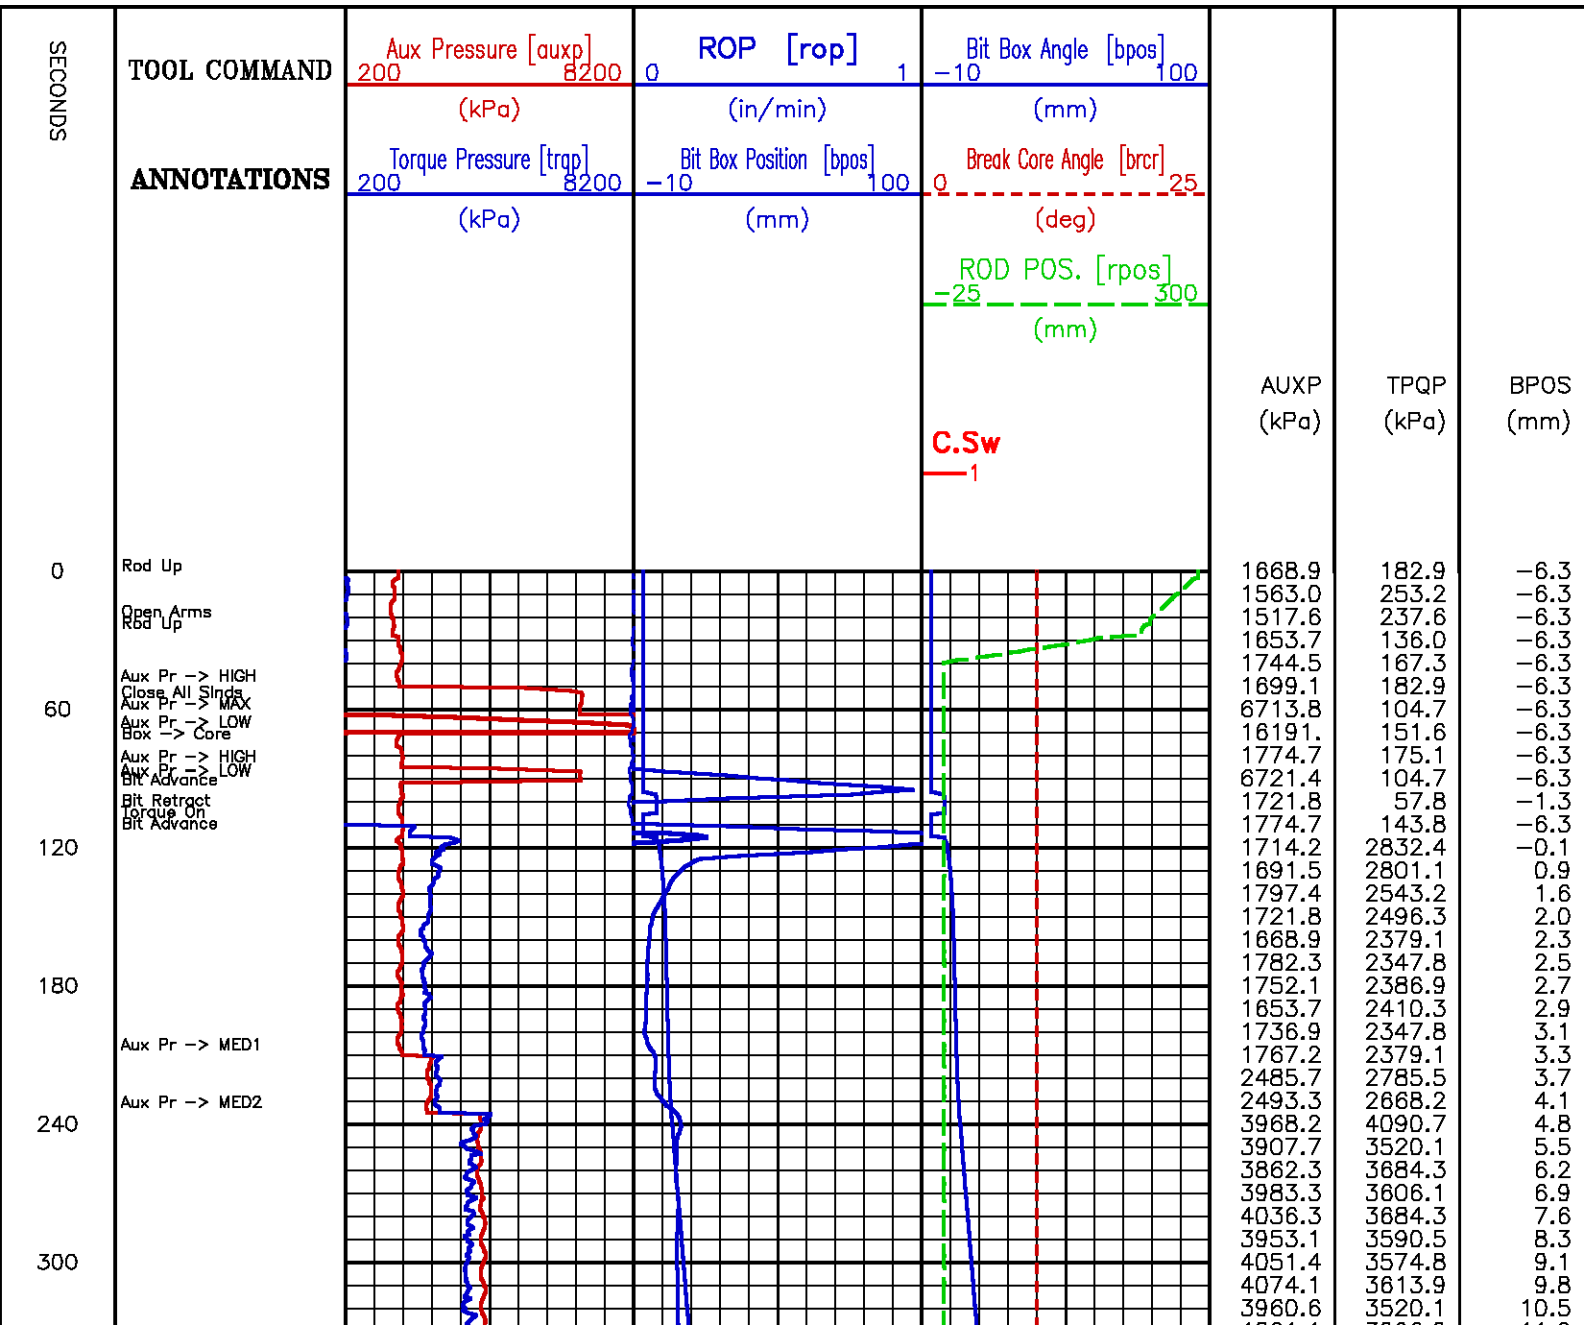 SECONDS
TOOL COMMAND
ANNOTATIONS
Aux Pressure [auxp]
200 8200
(kPa)
Torque Pressure [trqp]
200 8200
(kPa)
ROP [rop]
0 1
(in/min)
Bit Box Position [bpos]
-10 100
(mm)
Bit Box Angle [bpos]
-10 100
(mm)
Break Core Angle [brcr]
0 25
(deg)
ROD POS. [rpos]
-25 300
(mm)
C.Sw
1
AUXP TPQP BPOS
(kPa) (kPa) (mm)
0
60
120
180
240
300
Rod Up
Open Arms
Rod Up
Aux Pr -> HIGH
Close All Slnds
Aux Pr -> MAX
Aux Pr -> LOW
Box -> Core
Aux Pr -> HIGH
Aux Pr -> LOW
Bit Advance
Bit Retract
Torque On
Bit Advance
Aux Pr -> MED1
Aux Pr -> MED2
1668.9 182.9 -6.3
1563.0 253.2 -6.3
1517.6 237.6 -6.3
1653.7 136.0 -6.3
1744.5 167.3 -6.3
1699.1 182.9 -6.3
6713.8 104.7 -6.3
16191. 151.6 -6.3
1774.7 175.1 -6.3
6721.4 104.7 -6.3
1721.8 57.8 -1.3
1774.7 143.8 -6.3
1714.2 2832.4 -0.1
1691.5 2801.1 0.9
1797.4 2543.2 1.6
1721.8 2496.3 2.0
1668.9 2379.1 2.3
1782.3 2347.8 2.5
1752.1 2386.9 2.7
1653.7 2410.3 2.9
1736.9 2347.8 3.1
1767.2 2379.1 3.3
2485.7 2785.5 3.7
2493.3 2668.2 4.1
3968.2 4090.7 4.8
3907.7 3520.1 5.5
3862.3 3684.3 6.2
3983.3 3606.1 6.9
4036.3 3684.3 7.6
3953.1 3590.5 8.3
4051.4 3574.8 9.1
4074.1 3613.9 9.8
3960.6 3520.1 10.5